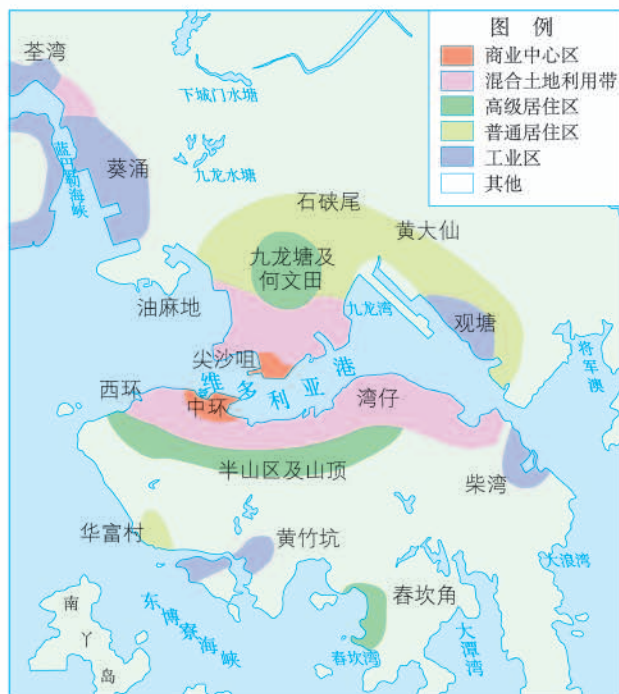 图 例
商业中心区
混合土地利用带
高级居住区
普通居住区
工业区
其他
荃湾
下城门水塘
葵涌
蓝巴勒海峡
九龙水塘
石硖尾
黄大仙
九龙塘及
何文田
油麻地
九龙湾
观塘
将军澳
尖沙咀
维多利亚港
西环
中环
湾仔
半山区及山顶
柴湾
华富村
黄竹坑
大浪湾
东博寮海峡
舂坎角
大潭湾
舂坎湾
南丫岛